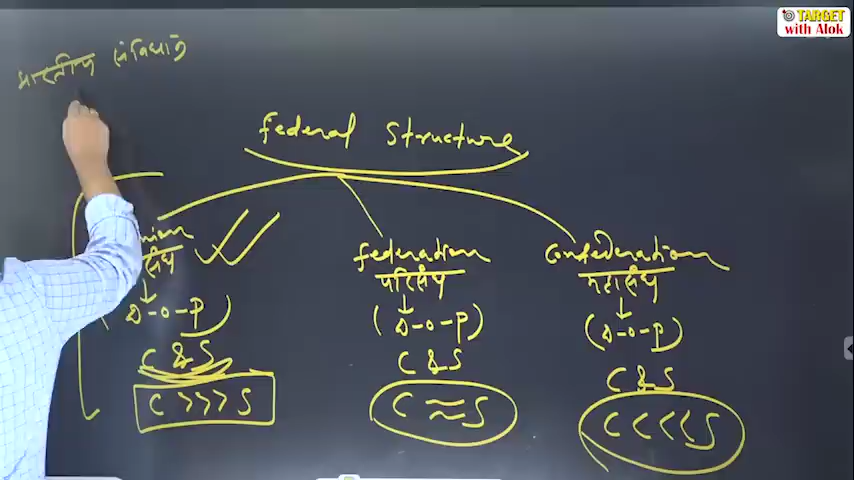 TARGET
with Alok
भारतीय संविधान
Federal Structure
संघ
D-O-P)
C & S
C >>> S
Federation
परिसंघ
(D-O-P)
C & S
C ≈ S
Confederation
महासंघ
(D-O-P)
C & S
C <<< S